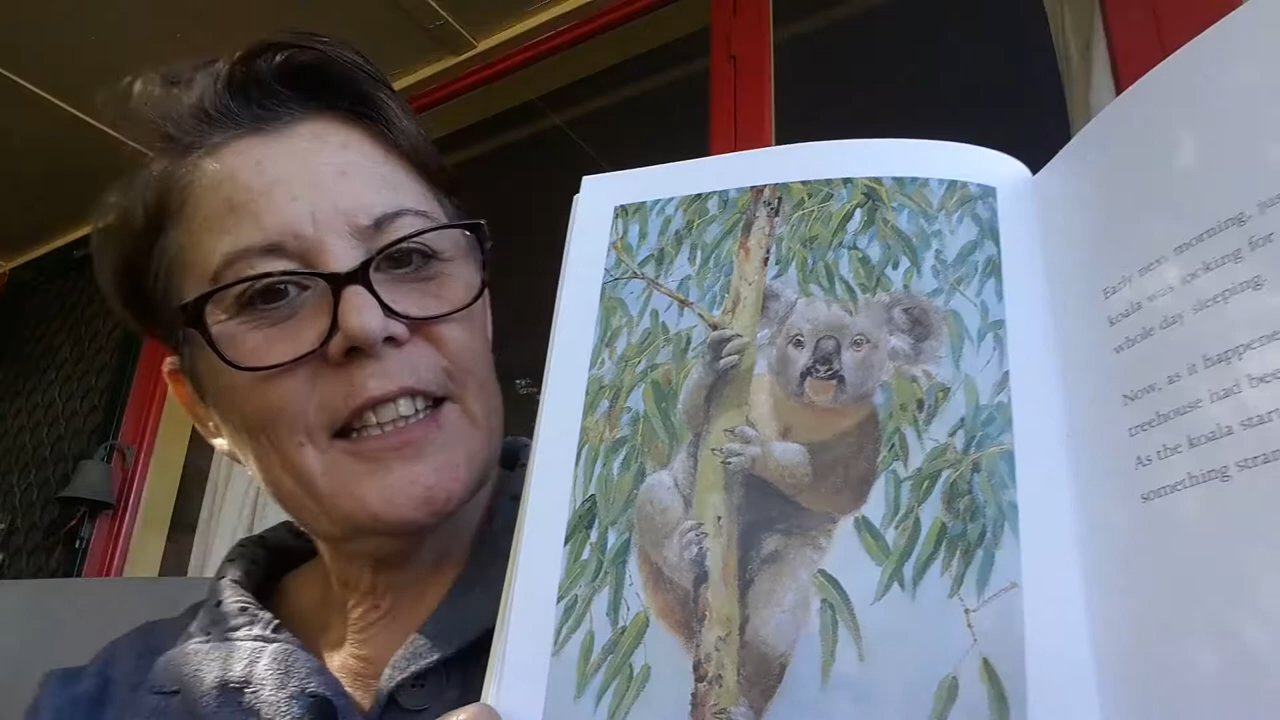 Early next morning, jus
koala was looking for
whole day sleeping.
Now, as it happene
treehouse had bee
As the koala star
something stran